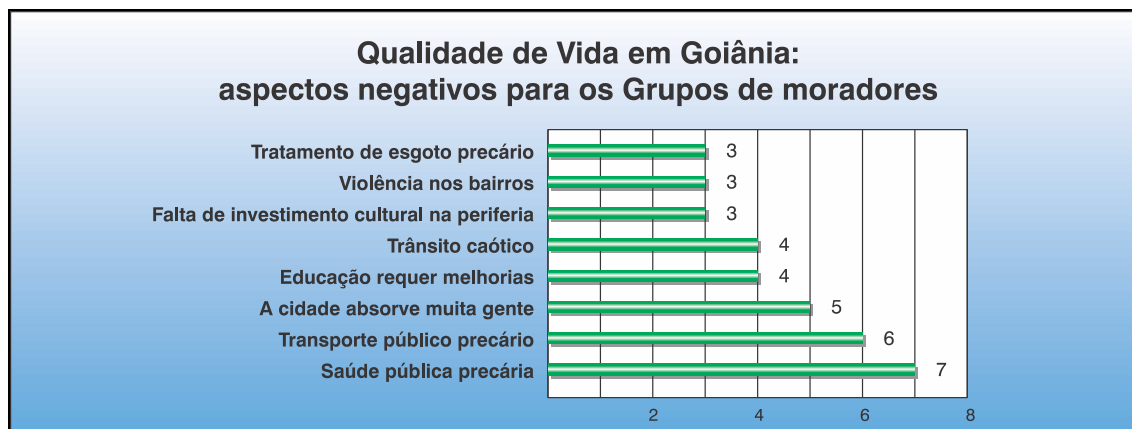 Qualidade de Vida em Goiânia:
aspectos negativos para os Grupos de moradores
Tratamento de esgoto precário 3
Violência nos bairros 3
Falta de investimento cultural na periferia 3
Trânsito caótico 4
Educação requer melhorias 4
A cidade absorve muita gente 5
Transporte público precário 6
Saúde pública precária 7
2 4 6 8